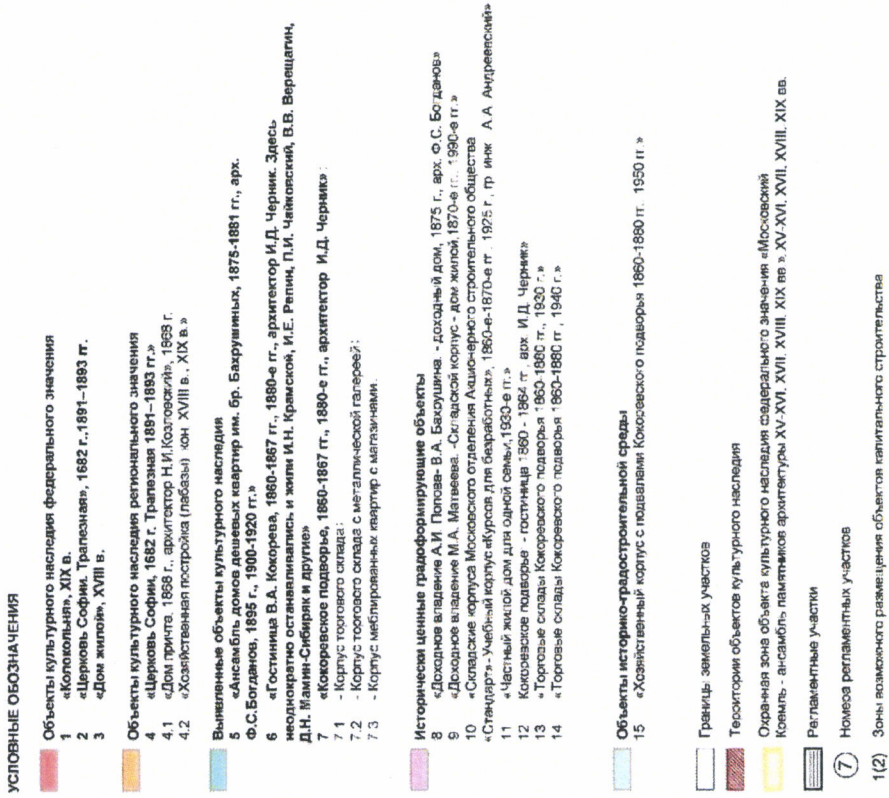 УСЛОВНЫЕ ОБОЗНАЧЕНИЯ
Объекты культурного наследия федерального значения
1 «Колокольня», XIX в.
2 «Церковь Софии. Трапезная», 1682 г.,1891–1893 гг.
3 «Дом жилой», XVIII в.
Объекты культурного наследия регионального значения
4 «Церковь Софии, 1682 г. Трапезная 1891–1893 гг.»
4.1 «Дом причта, 1868 г., архитектор Н.И.Козловский», 1868 г.
4.2 «Хозяйственная постройка (лабазы) кон XVIII в., XIX в.»
Выявленные объекты культурного наследия
5 «Ансамбль домов дешевых квартир им. бр. Бахрушиных, 1875-1881 гг., арх.
Ф.С.Богданов, 1895 г., 1900-1920 гг.»
6 «Гостиница В.А. Кокорева, 1860-1867 гг., 1880-е гг., архитектор И.Д. Черник. Здесь
неоднократно останавливались и жили И.Н. Крамской, И.Е. Репин, П.И. Чайковский, В.В. Верещагин,
Д.Н. Мамин-Сибиряк и другие»
7 «Кокоревское подворье, 1860-1867 гг., 1880-е гг., архитектор И.Д. Черник» :
7 1 - Корпус торгового склада;
7.2 - Корпус торгового склада с металлической галереей;
7 3 - Корпус меблированных квартир с магазинами.
Исторически ценные градоформирующие объекты
8 «Доходное владение А.И. Попова- В.А. Бахрушина. - доходный дом, 1875 г., арх. Ф.С. Богданов»
9 «Доходное владение М.А. Матвеева. -Складской корпус - дом жилой,1870-е гг., 1990-е гг.»
10 «Складские корпуса Московского отделения Акционерного строительного общества
«Стандарт»- Учебный корпус «Курсов для безработных», 1860-е-1870-е гг., 1925 г., гр инж А.А Андреевский»
11 «Частный жилой дом для одной семьи,1930-е гг.»
12 Кокоревское подворье - гостиница 1860 - 1864 гг , арх. И.Д. Черник»
13 «Торговые склады Кокоревского подворья 1860-1880 гг., 1930 г.»
14 «Торговые склады Кокоревского подворья 1860-1880 гг., 1940 г.»
Объекты историко-градостроительной среды
15 «Хозяйственный корпус с подвалами Кокоревского подворья 1860-1880 гг. 1950 гг.»
Границы земельных участков
Территории объектов культурного наследия
Охранная зона объекта культурного наследия федерального значения «Московский
Кремль - ансамбль памятников архитектуры XV-XVI, XVII, XVIII, XIX вв.», XV-XVI, XVII, XVIII, XIX вв.
Регламентные участки
7 Номера регламентных участков
1(2) Зоны возможного размещения объектов капитального строительства